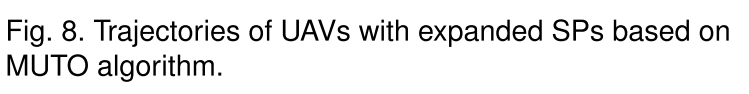 Fig. 8. Trajectories of UAVs with expanded SPs based on
MUTO algorithm.